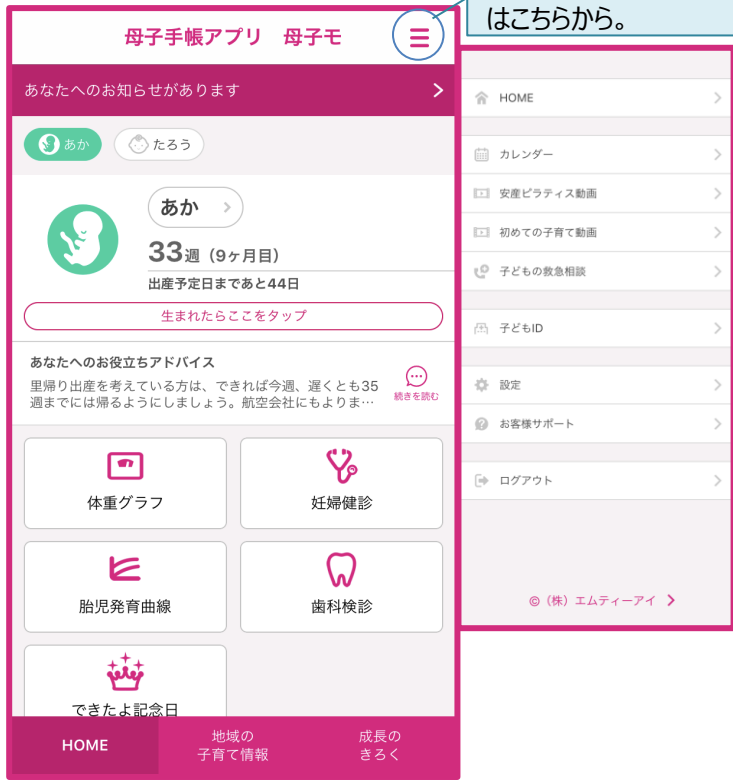 はこちらから。
母子手帳アプリ 母子モ
あなたへのお知らせがあります
あか
たろう
あか
33週（9ヶ月目）
出産予定日まであと44日
生まれたらここをタップ
あなたへのお役立ちアドバイス
里帰り出産を考えている方は、できれば今週、遅くとも35
週までには帰るようにしましょう。航空会社にもよりま…
続きを読む
体重グラフ
妊婦健診
胎児発育曲線
歯科検診
できたよ記念日
HOME
地域の
子育て情報
成長の
きろく
HOME
カレンダー
安産ピラティス動画
初めての子育て動画
子どもの救急相談
子どもID
設定
お客様サポート
ログアウト
©（株）エムティーアイ